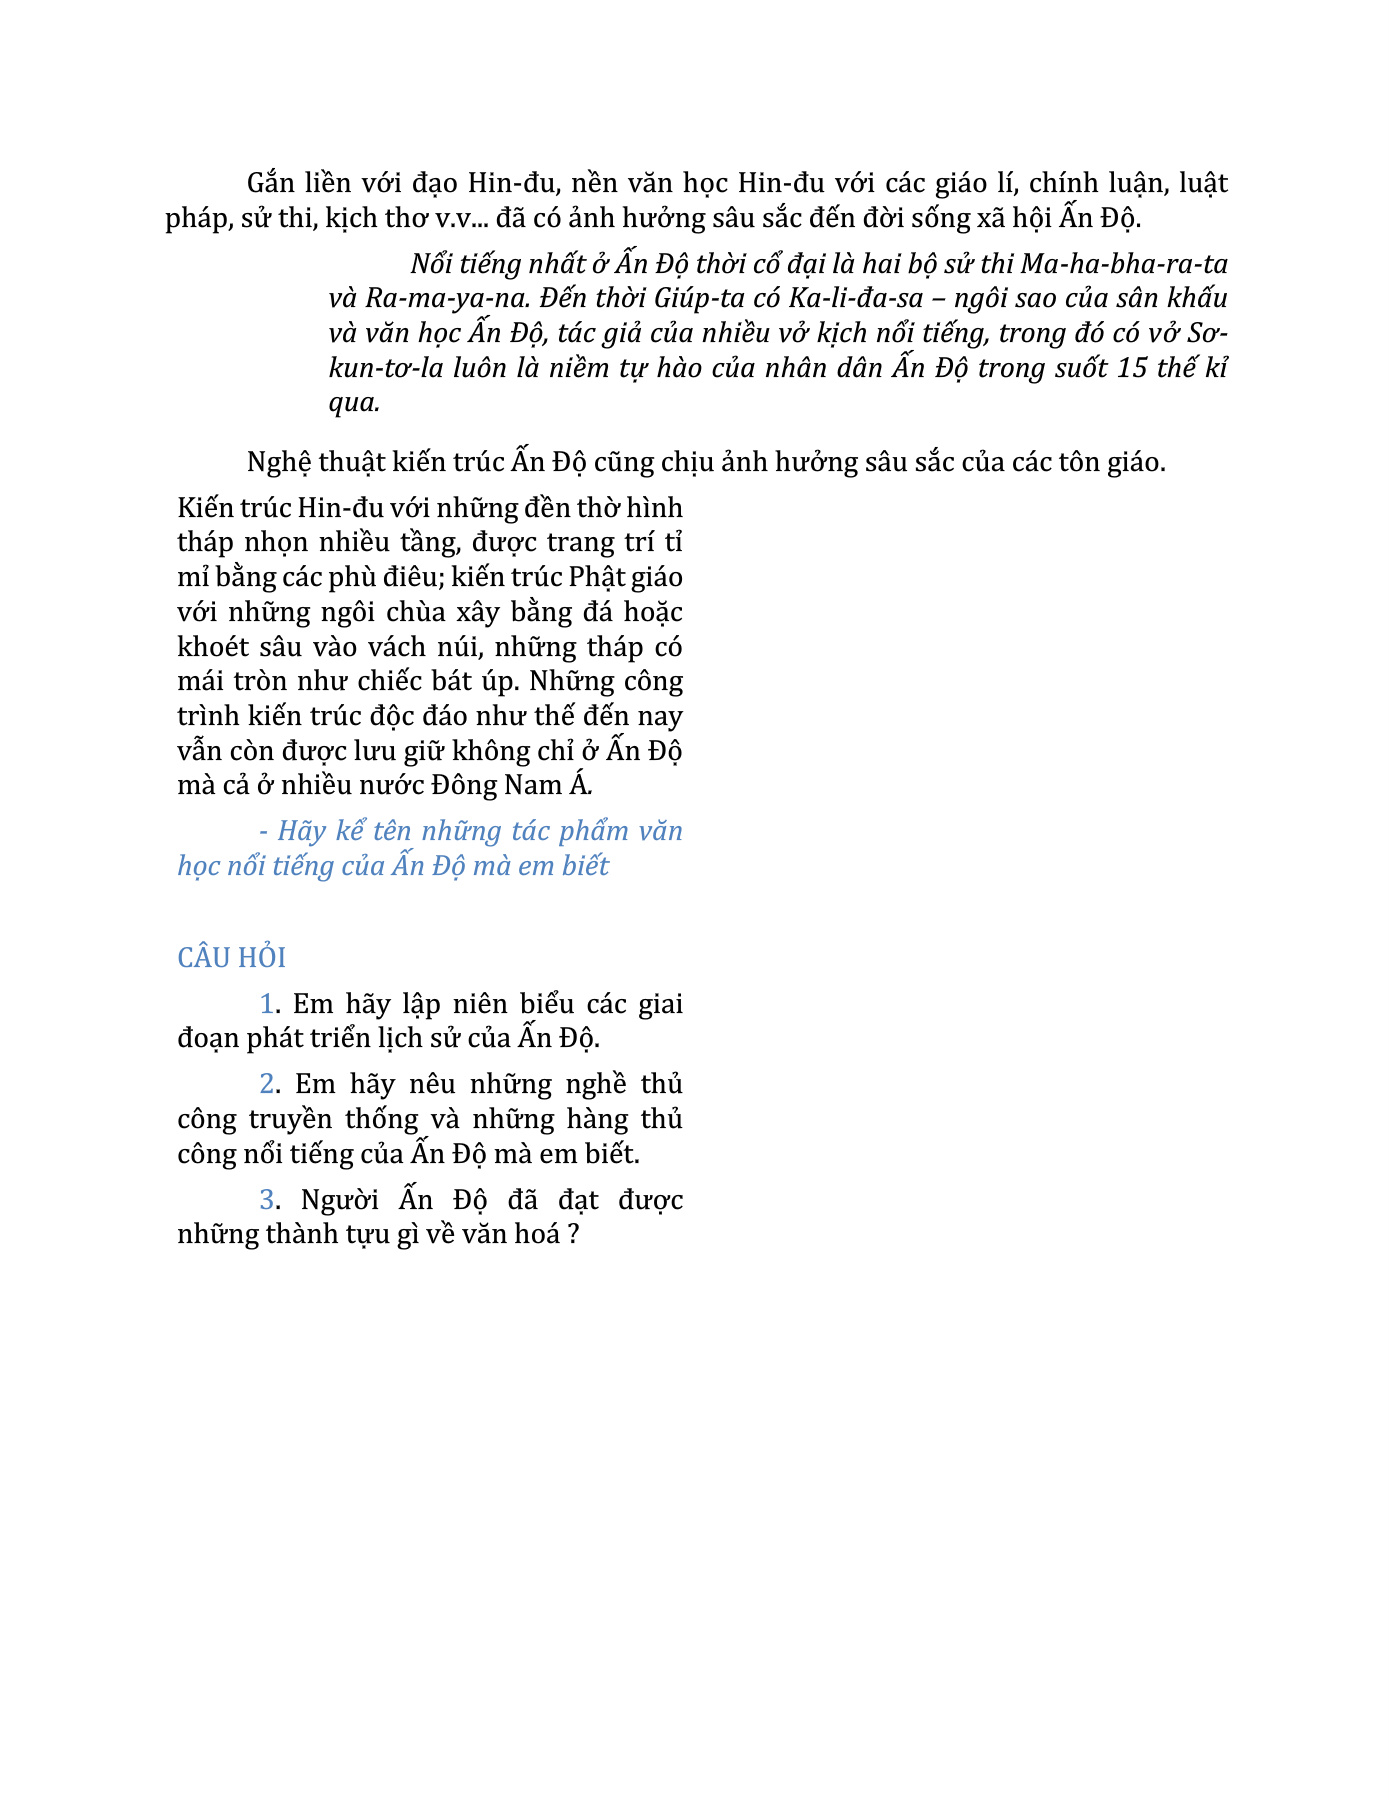 Gắn liền với đạo Hin-đu, nền văn học Hin-đu với các giáo lí, chính luận, luật
pháp, sử thi, kịch thơ v.v... đã có ảnh hưởng sâu sắc đến đời sống xã hội Ấn Độ.
Nổi tiếng nhất ở Ấn Độ thời cổ đại là hai bộ sử thi Ma-ha-bha-ra-ta
và Ra-ma-ya-na. Đến thời Giúp-ta có Ka-li-đa-sa – ngôi sao của sân khấu
và văn học Ấn Độ, tác giả của nhiều vở kịch nổi tiếng, trong đó có vở Sơ-
kun-tơ-la luôn là niềm tự hào của nhân dân Ấn Độ trong suốt 15 thế kỉ
qua.
Nghệ thuật kiến trúc Ấn Độ cũng chịu ảnh hưởng sâu sắc của các tôn giáo.
Kiến trúc Hin-đu với những đền thờ hình
tháp nhọn nhiều tầng, được trang trí tỉ
mỉ bằng các phù điêu; kiến trúc Phật giáo
với những ngôi chùa xây bằng đá hoặc
khoét sâu vào vách núi, những tháp có
mái tròn như chiếc bát úp. Những công
trình kiến trúc độc đáo như thế đến nay
vẫn còn được lưu giữ không chỉ ở Ấn Độ
mà cả ở nhiều nước Đông Nam Á.
- Hãy kể tên những tác phẩm văn
học nổi tiếng của Ấn Độ mà em biết
CÂU HỎI
1. Em hãy lập niên biểu các giai
đoạn phát triển lịch sử của Ấn Độ.
2. Em hãy nêu những nghề thủ
công truyền thống và những hàng thủ
công nổi tiếng của Ấn Độ mà em biết.
3. Người Ấn Độ đã đạt được
những thành tựu gì về văn hoá ?